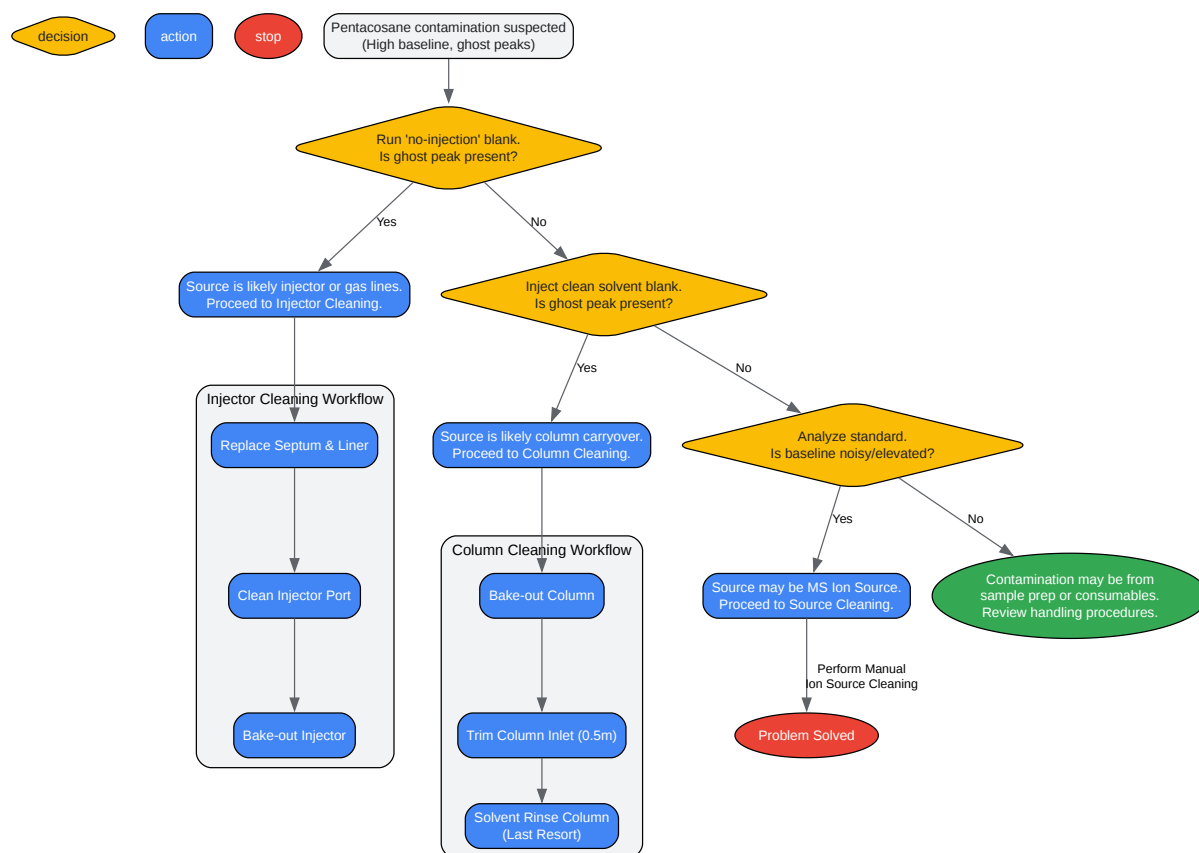 decision
action
stop
Pentacosane contamination suspected
(High baseline, ghost peaks)
Run 'no-injection' blank.
Is ghost peak present?
Yes
No
Source is likely injector or gas lines.
Proceed to Injector Cleaning.
Inject clean solvent blank.
Is ghost peak present?
Yes
No
Injector Cleaning Workflow
Replace Septum & Liner
Clean Injector Port
Bake-out Injector
Source is likely column carryover.
Proceed to Column Cleaning.
Analyze standard.
Is baseline noisy/elevated?
Yes
No
Column Cleaning Workflow
Bake-out Column
Trim Column Inlet (0.5m)
Solvent Rinse Column
(Last Resort)
Source may be MS Ion Source.
Proceed to Source Cleaning.
Contamination may be from
sample prep or consumables.
Review handling procedures.
Perform Manual
Ion Source Cleaning
Problem Solved